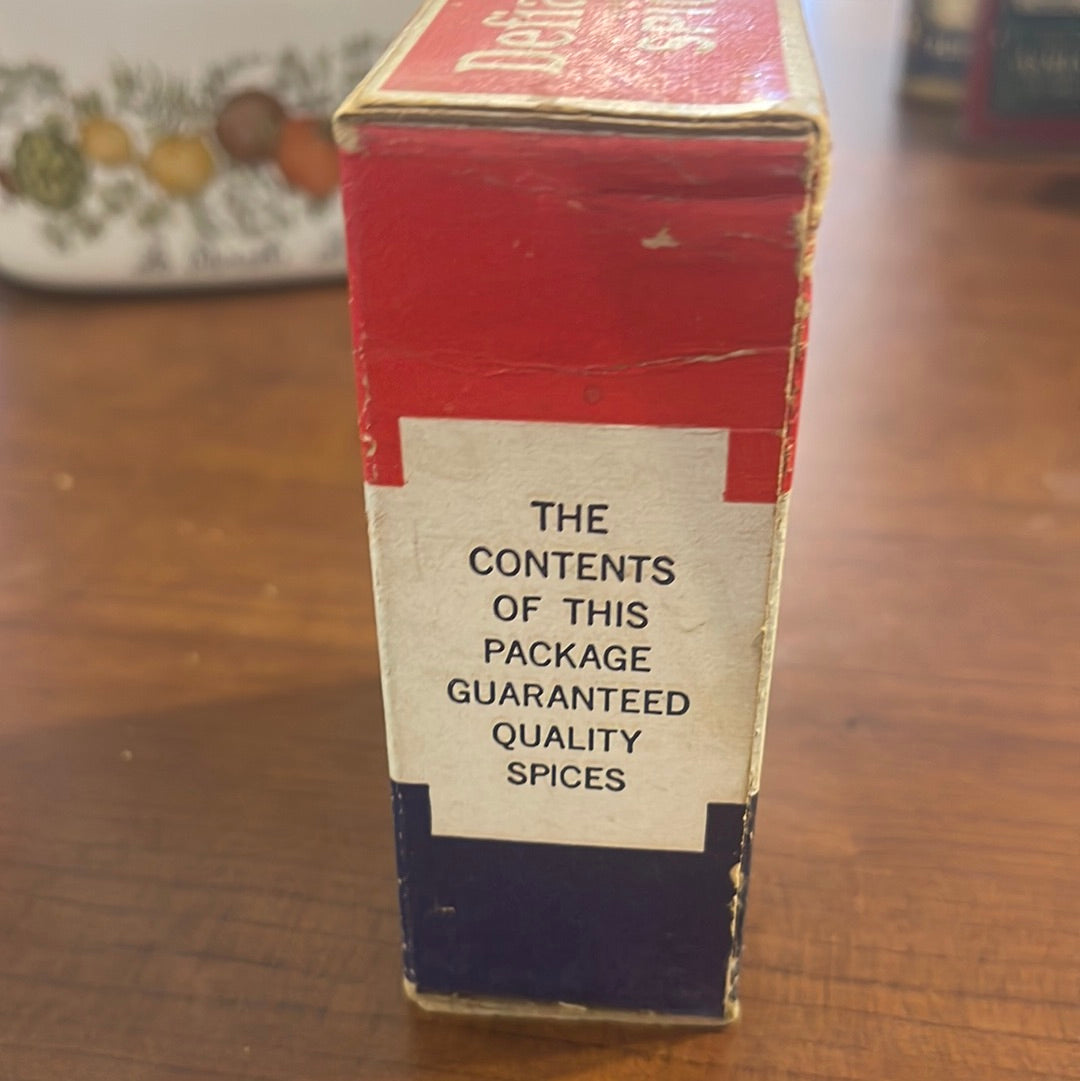 THE
CONTENTS
OF THIS
PACKAGE
GUARANTEED
QUALITY
SPICES